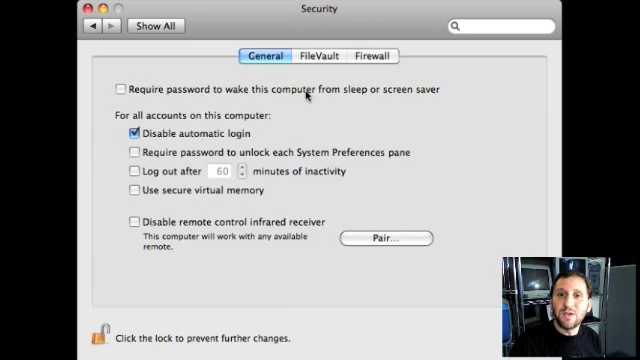 Security
Show All
General FileVault Firewall
Require password to wake this computer from sleep or screen saver
For all accounts on this computer:
Disable automatic login
Require password to unlock each System Preferences pane
Log out after 60 minutes of inactivity
Use secure virtual memory
Disable remote control infrared receiver
This computer will work with any available
remote.
Pair...
Click the lock to prevent further changes.